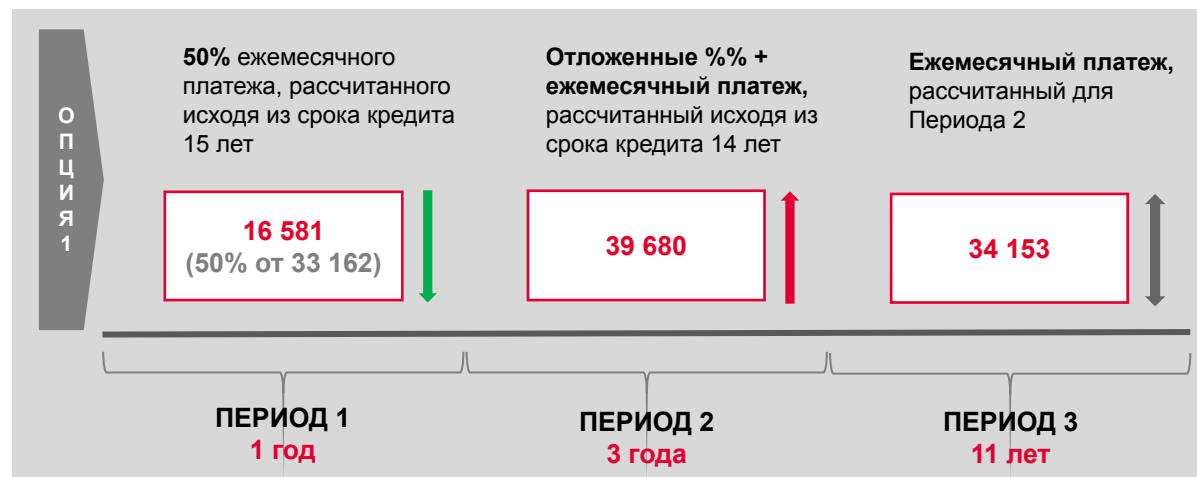 ОПЦИЯ 1
50% ежемесячного
платежа, рассчитанного
исходя из срока кредита
15 лет
Отложенные %% +
ежемесячный платеж,
рассчитанный исходя из
срока кредита 14 лет
Ежемесячный платеж,
рассчитанный для
Периода 2
16 581
(50% от 33 162)
39 680
34 153
ПЕРИОД 1
1 год
ПЕРИОД 2
3 года
ПЕРИОД 3
11 лет